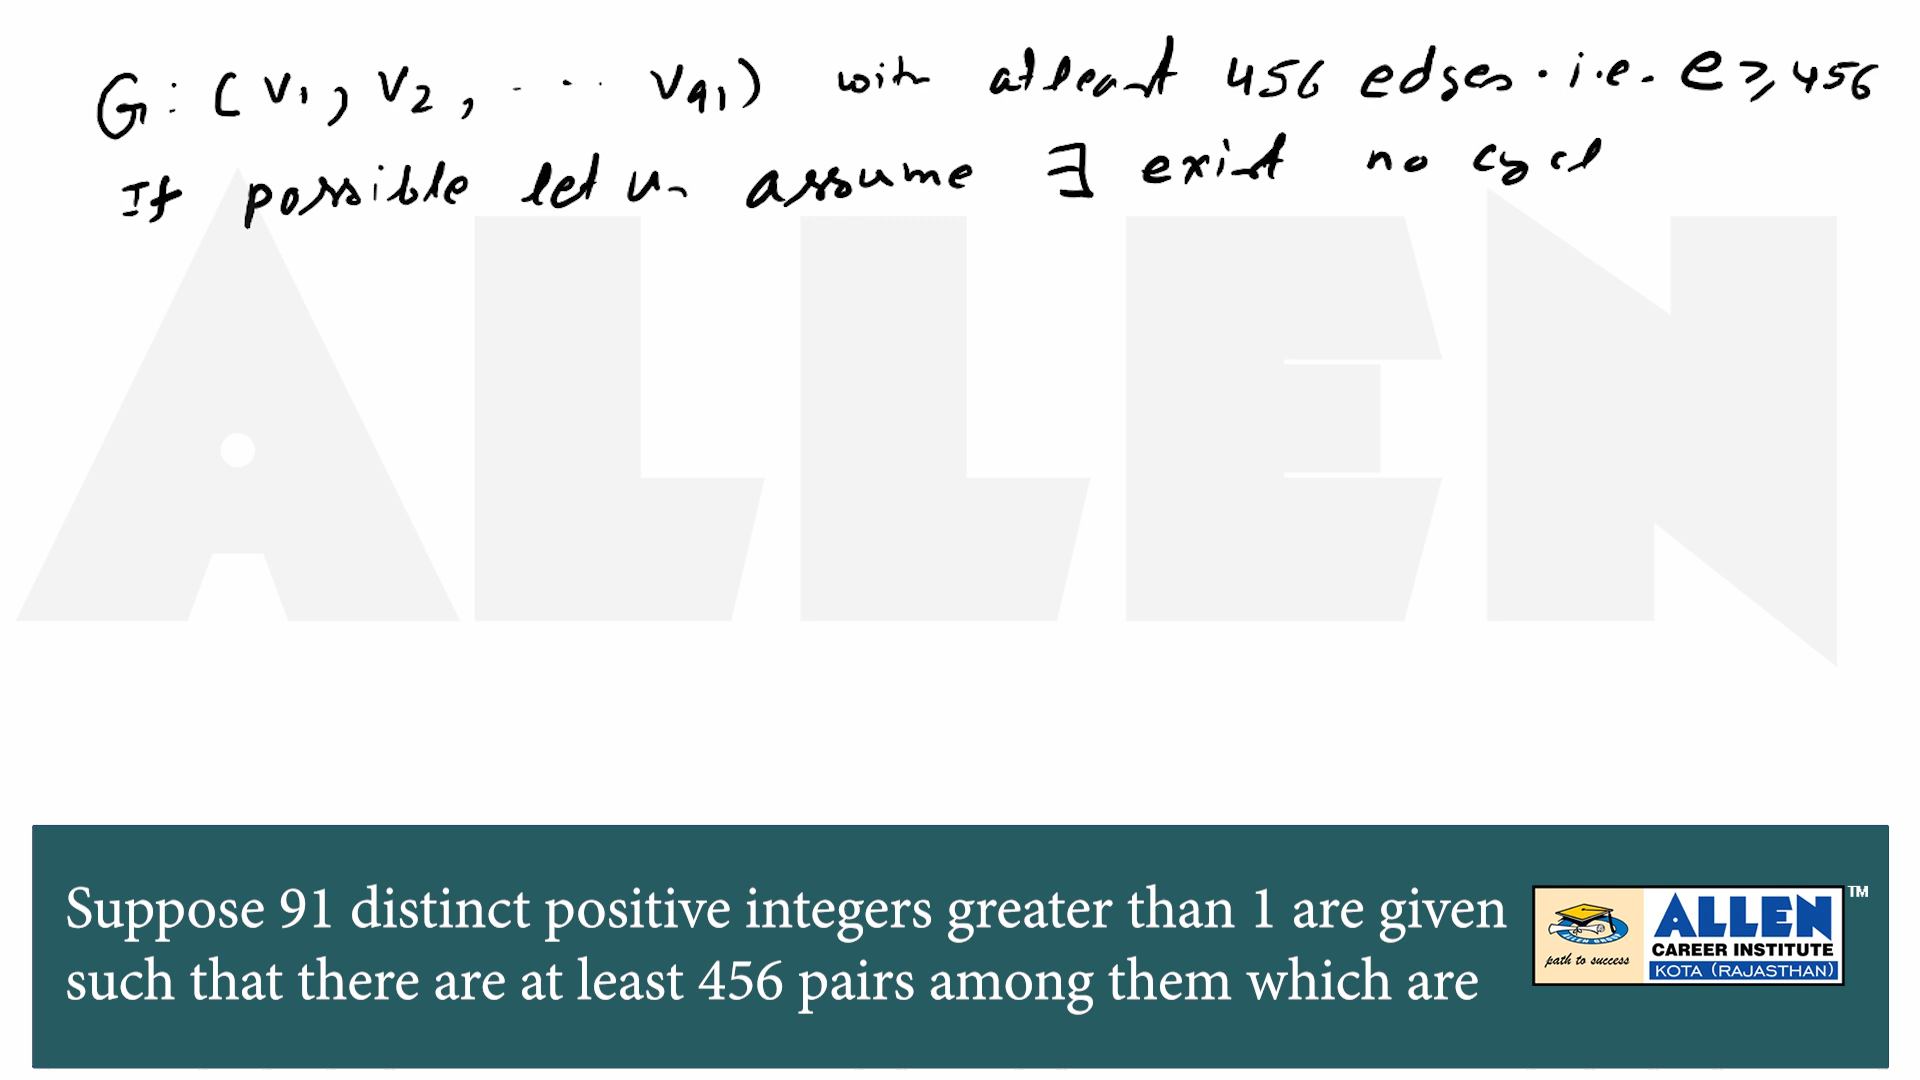 G : (V1, V2, ... V91) with atleast 456 edges. i.e. e ≥ 456
If possible let us assume ∃ exist no cycl
ALLEN
Suppose 91 distinct positive integers greater than 1 are given
such that there are at least 456 pairs among them which are
ALLEN GROUP
path to success
ALLEN TM
CAREER INSTITUTE
KOTA (RAJASTHAN)